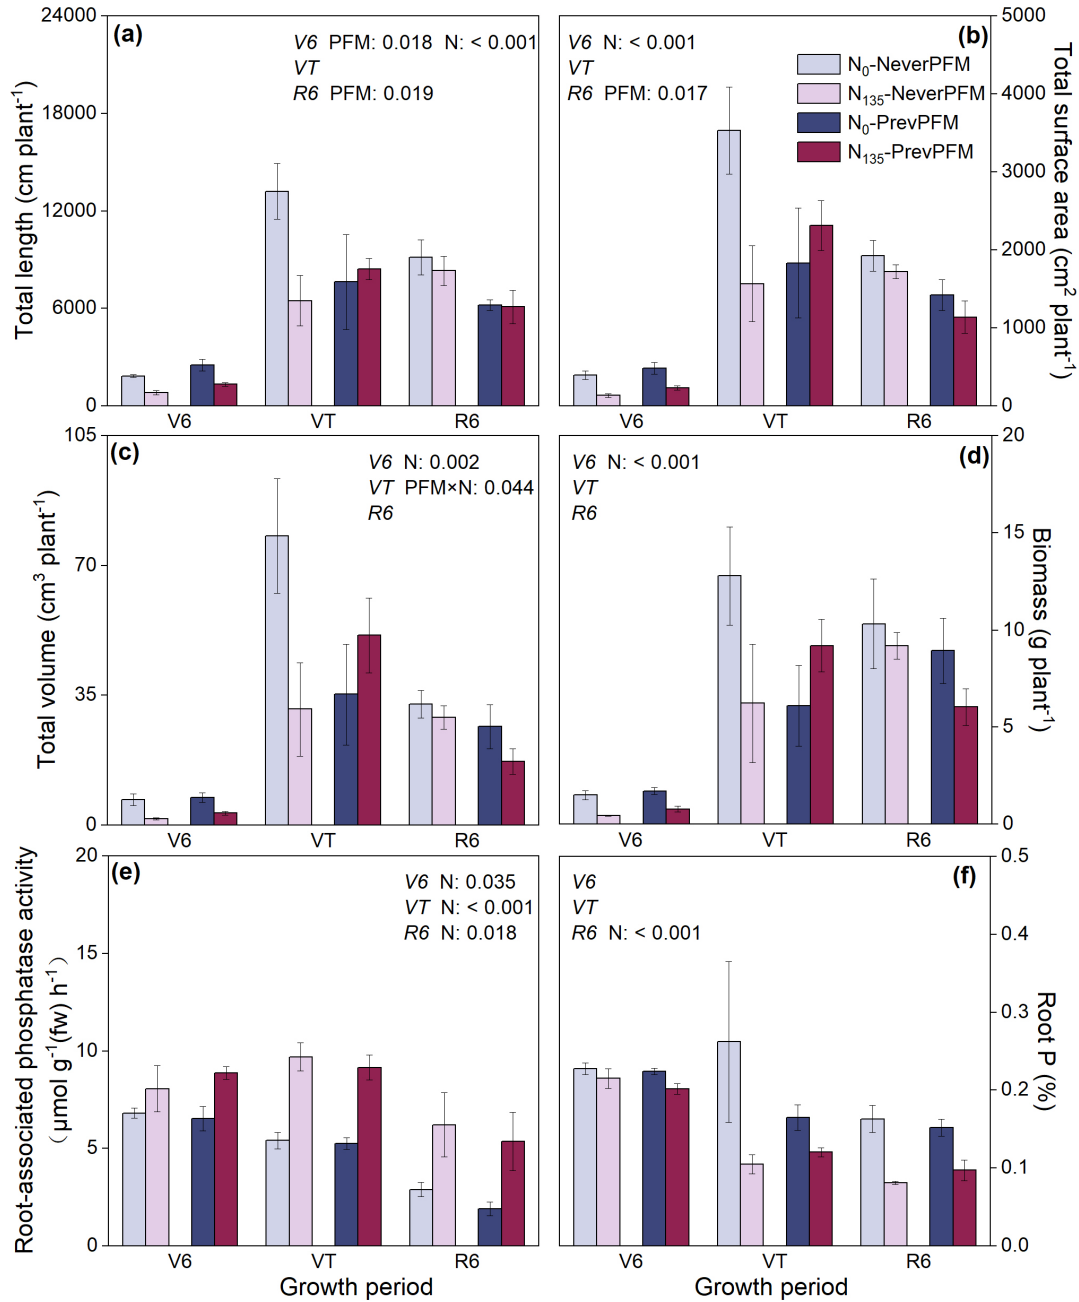 (a)
V6 PFM: 0.018 N: < 0.001
VT
R6 PFM: 0.019
Total length (cm plant⁻¹)
24000
18000
12000
6000
0
V6 VT R6
(b)
V6 N: < 0.001
VT
R6 PFM: 0.017
N₀-NeverPFM
N₁₃₅-NeverPFM
N₀-PrevPFM
N₁₃₅-PrevPFM
Total surface area (cm² plant⁻¹)
5000
4000
3000
2000
1000
0
V6 VT R6
(c)
V6 N: 0.002
VT PFM×N: 0.044
R6
Total volume (cm³ plant⁻¹)
105
70
35
0
V6 VT R6
(d)
V6 N: < 0.001
VT
R6
Biomass (g plant⁻¹)
20
15
10
5
0
V6 VT R6
(e)
V6 N: 0.035
VT N: < 0.001
R6 N: 0.018
Root-associated phosphatase activity
(μmol g⁻¹(fw) h⁻¹)
20
15
10
5
0
V6 VT R6
Growth period
(f)
V6
VT
R6 N: < 0.001
Root P (%)
0.5
0.4
0.3
0.2
0.1
0.0
V6 VT R6
Growth period